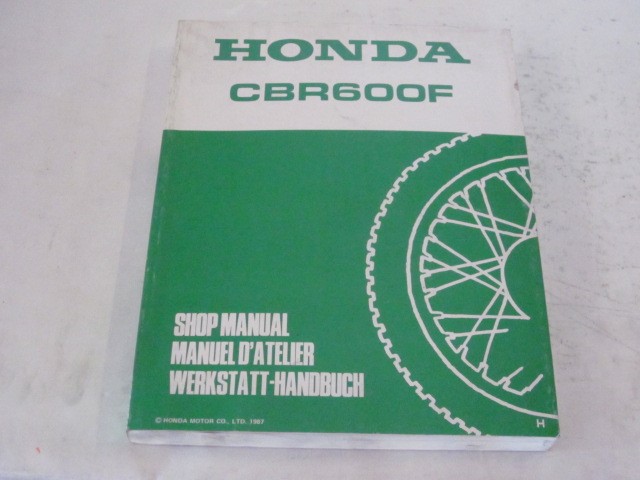 HONDA
CBR600F
SHOP MANUAL
MANUEL D'ATELIER
WERKSTATT-HANDBUCH
© HONDA MOTOR CO., LTD. 1987
H